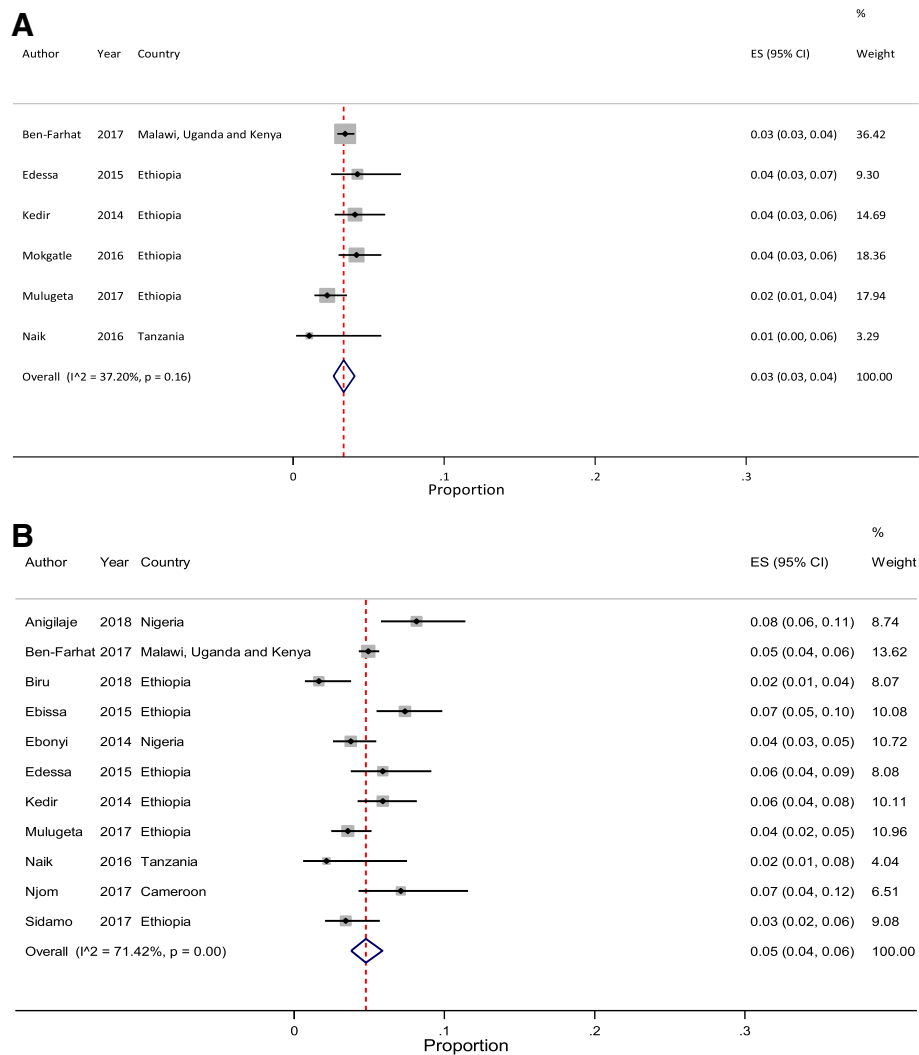 A
%
Author Year Country ES (95% CI) Weight
Ben-Farhat 2017 Malawi, Uganda and Kenya 0.03 (0.03, 0.04) 36.42
Edessa 2015 Ethiopia 0.04 (0.03, 0.07) 9.30
Kedir 2014 Ethiopia 0.04 (0.03, 0.06) 14.69
Mokgatle 2016 Ethiopia 0.04 (0.03, 0.06) 18.36
Mulugeta 2017 Ethiopia 0.02 (0.01, 0.04) 17.94
Naik 2016 Tanzania 0.01 (0.00, 0.06) 3.29
Overall (I^2 = 37.20%, p = 0.16) 0.03 (0.03, 0.04) 100.00
0 .1 .2 .3
Proportion
B
%
Author Year Country ES (95% CI) Weight
Anigilaje 2018 Nigeria 0.08 (0.06, 0.11) 8.74
Ben-Farhat 2017 Malawi, Uganda and Kenya 0.05 (0.04, 0.06) 13.62
Biru 2018 Ethiopia 0.02 (0.01, 0.04) 8.07
Ebissa 2015 Ethiopia 0.07 (0.05, 0.10) 10.08
Ebonyi 2014 Nigeria 0.04 (0.03, 0.05) 10.72
Edessa 2015 Ethiopia 0.06 (0.04, 0.09) 8.08
Kedir 2014 Ethiopia 0.06 (0.04, 0.08) 10.11
Mulugeta 2017 Ethiopia 0.04 (0.02, 0.05) 10.96
Naik 2016 Tanzania 0.02 (0.01, 0.08) 4.04
Njom 2017 Cameroon 0.07 (0.04, 0.12) 6.51
Sidamo 2017 Ethiopia 0.03 (0.02, 0.06) 9.08
Overall (I^2 = 71.42%, p = 0.00) 0.05 (0.04, 0.06) 100.00
0 .1 .2 .3
Proportion